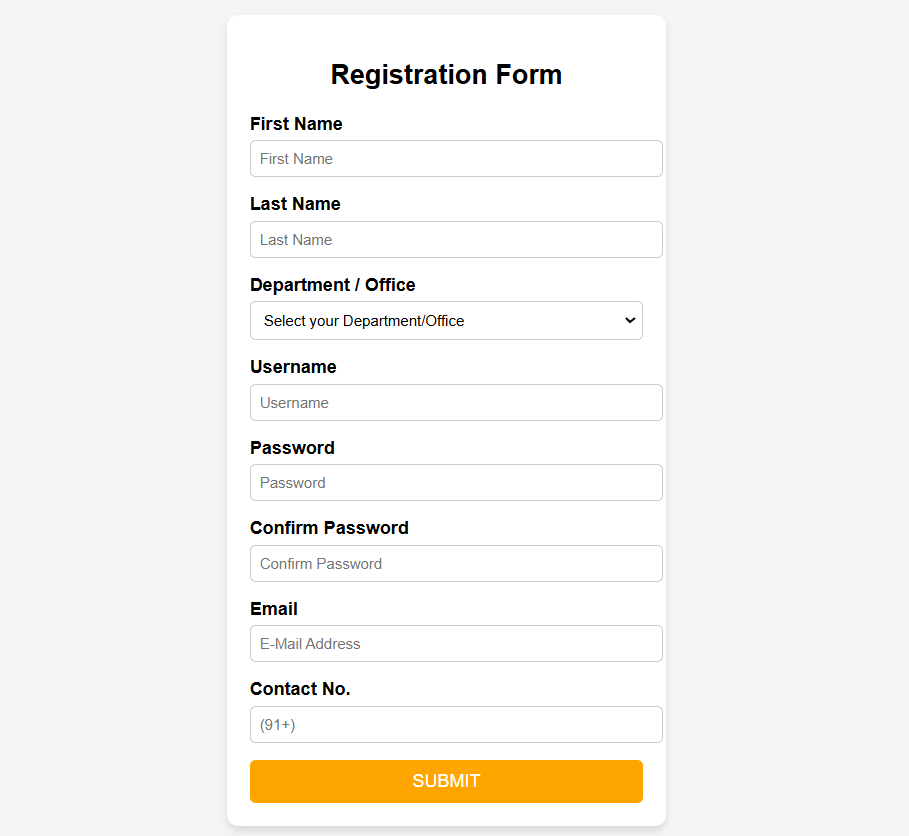 Registration Form
First Name
First Name
Last Name
Last Name
Department / Office
Select your Department/Office
Username
Username
Password
Password
Confirm Password
Confirm Password
Email
E-Mail Address
Contact No.
(91+)
SUBMIT